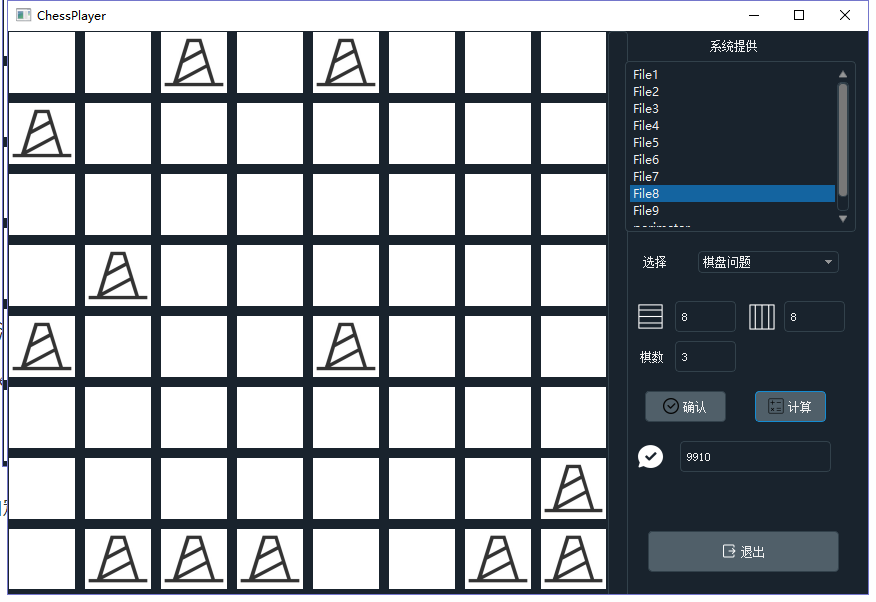 ChessPlayer
系统提供
File1
File2
File3
File4
File5
File6
File7
File8
File9
perimeter
选择 棋盘问题
8 8
棋数 3
确认 计算
9910
退出